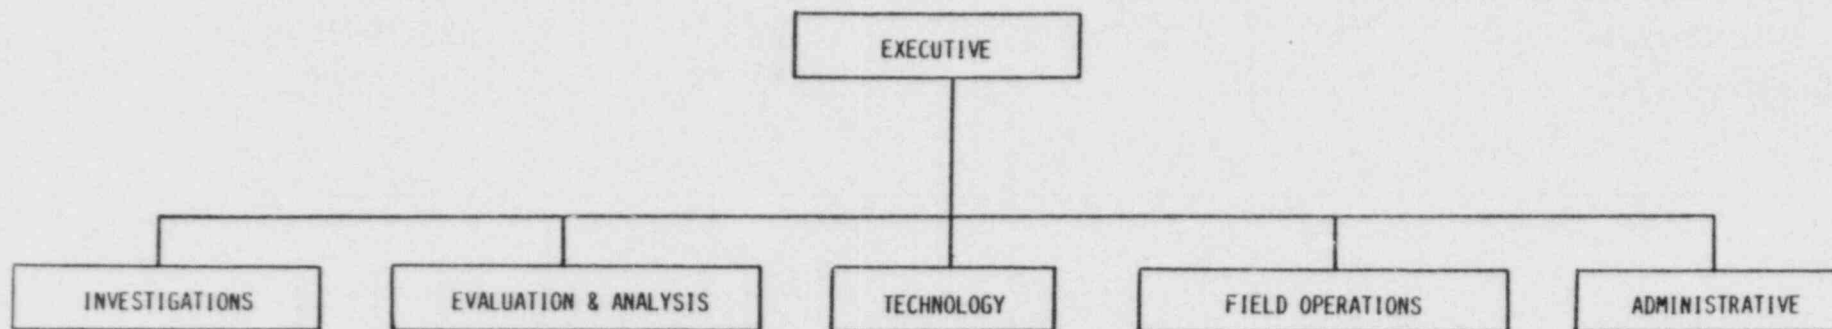 EXECUTIVE
INVESTIGATIONS
EVALUATION & ANALYSIS
TECHNOLOGY
FIELD OPERATIONS
ADMINISTRATIVE